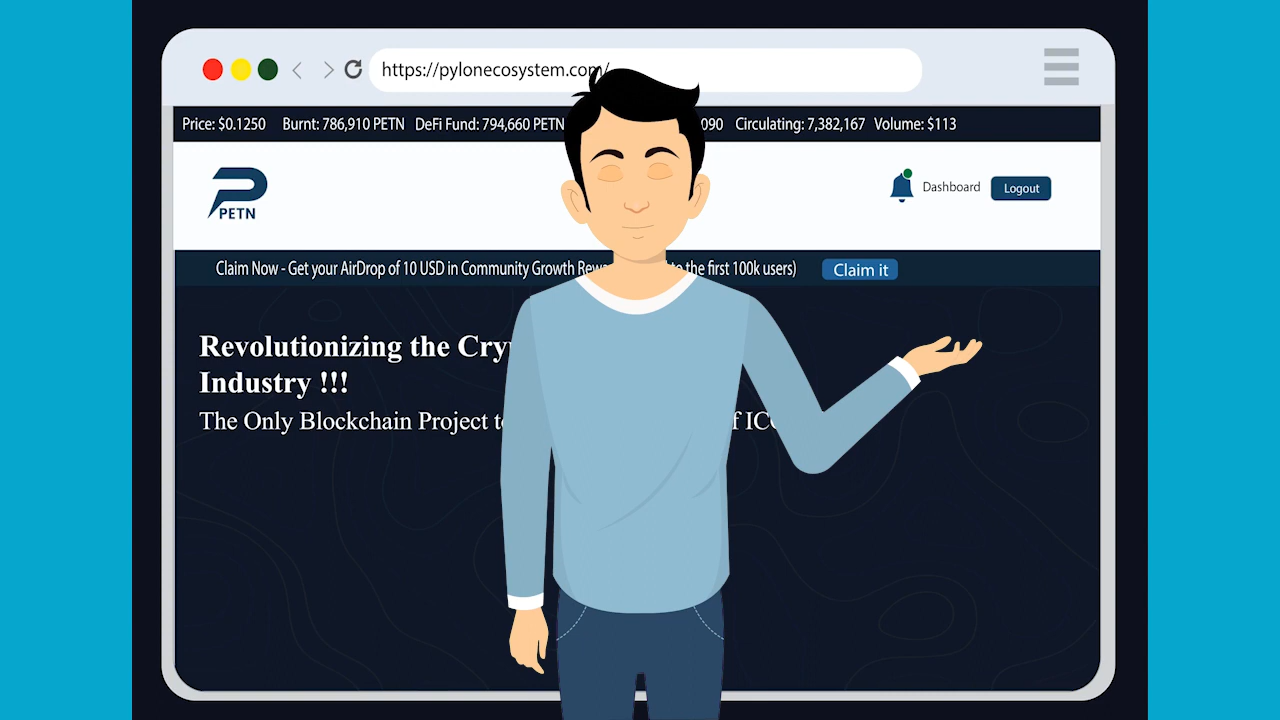 https://pylonecosystem.com/
Price: $0.1250 Burnt: 786,910 PETN DeFi Fund: 794,660 PETN 090 Circulating: 7,382,167 Volume: $113
PETN
Dashboard Logout
Claim Now - Get your AirDrop of 10 USD in Community Growth to the first 100k users) Claim it
Revolutionizing the
Industry !!!
The Only Blockchain Project